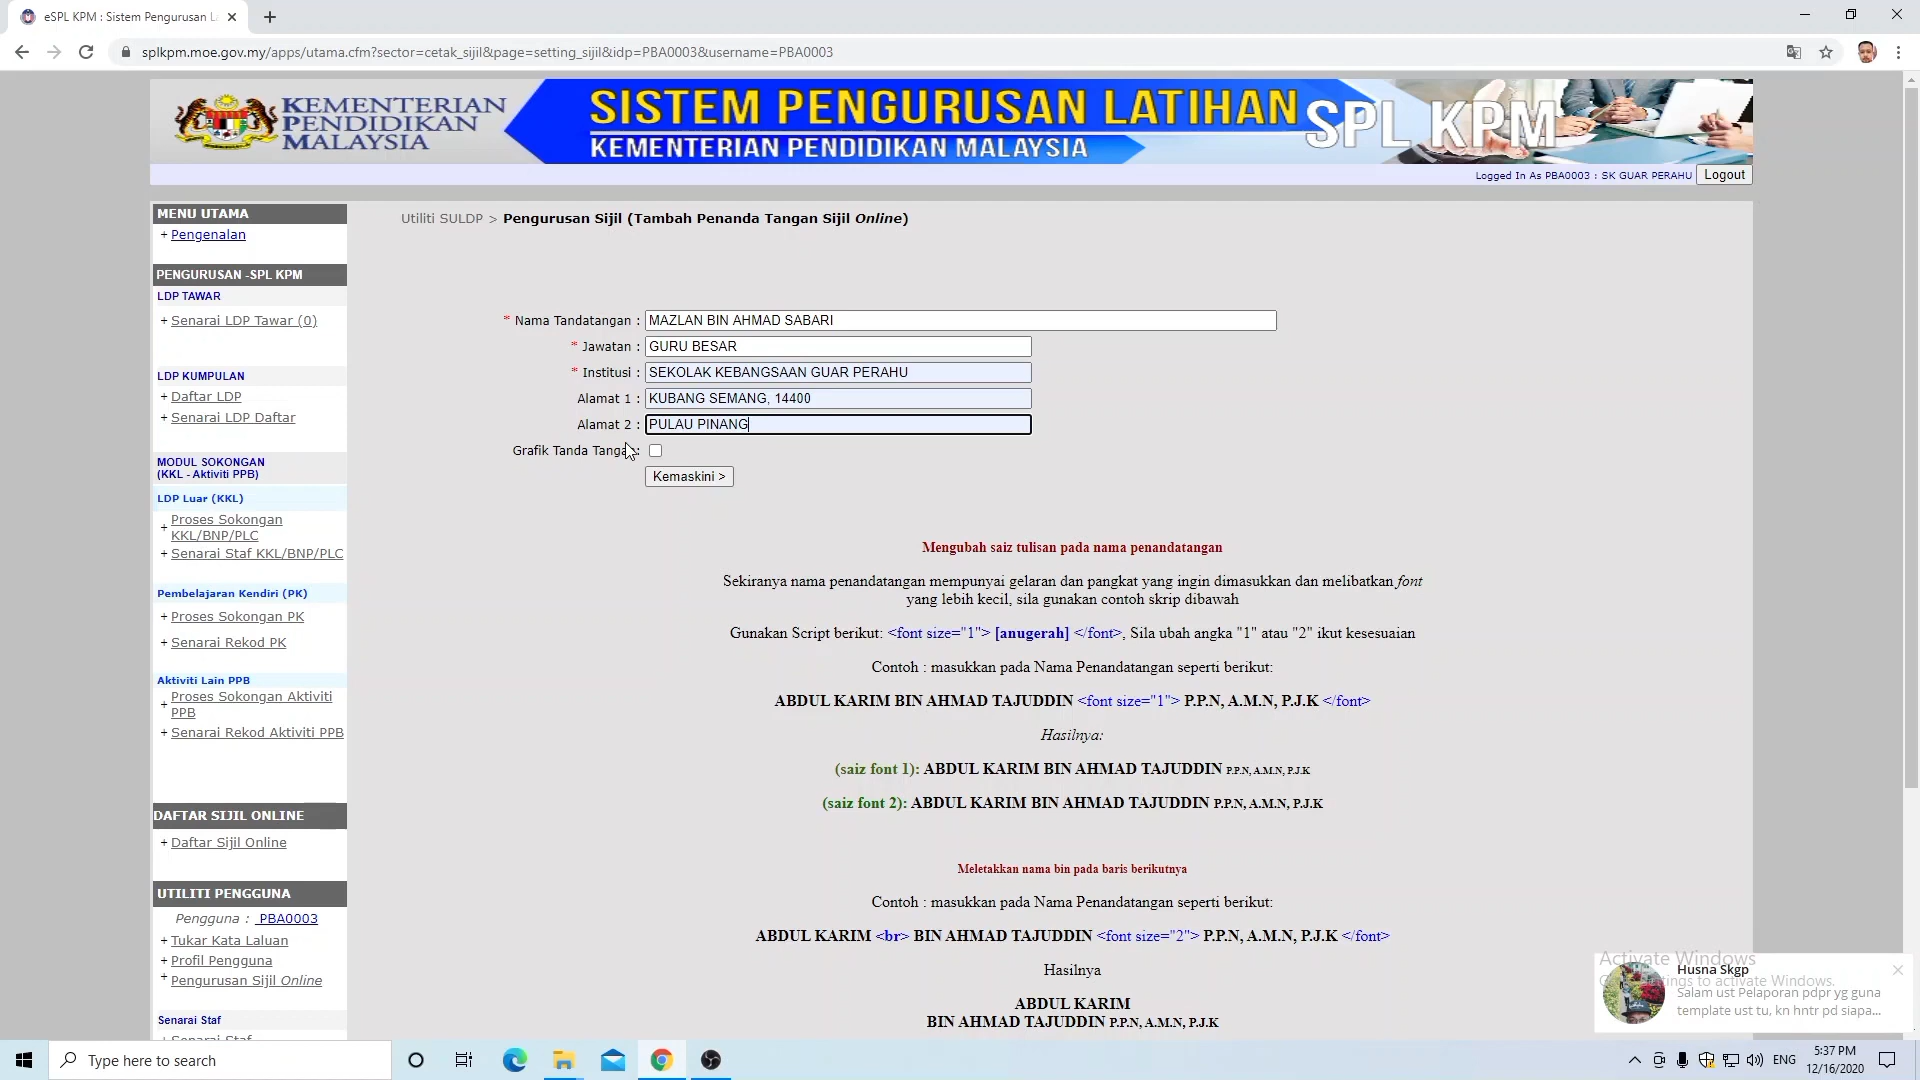 eSPL KPM : Sistem Pengurusan La
splkpm.moe.gov.my/apps/utama.cfm?sector=cetak_sijil&page=setting_sijil&idp=PBA0003&username=PBA0003
KEMENTERIAN
PENDIDIKAN
MALAYSIA
SISTEM PENGURUSAN LATIHAN
KEMENTERIAN PENDIDIKAN MALAYSIA
SPL KPM
Logged In As PBA0003 : SK GUAR PERAHU
Logout
MENU UTAMA
+ Pengenalan
PENGURUSAN -SPL KPM
LDP TAWAR
+ Senarai LDP Tawar (0)
LDP KUMPULAN
+ Daftar LDP
+ Senarai LDP Daftar
MODUL SOKONGAN
(KKL - Aktiviti PPB)
LDP Luar (KKL)
+ Proses Sokongan
KKL/BNP/PLC
+ Senarai Staf KKL/BNP/PLC
Pembelajaran Kendiri (PK)
+ Proses Sokongan PK
+ Senarai Rekod PK
Aktiviti Lain PPB
+ Proses Sokongan Aktiviti
PPB
+ Senarai Rekod Aktiviti PPB
DAFTAR SIJIL ONLINE
+ Daftar Sijil Online
UTILITI PENGGUNA
Pengguna : PBA0003
+ Tukar Kata Laluan
+ Profil Pengguna
+ Pengurusan Sijil Online
Senarai Staf
+ Senarai Staf
Utiliti SULDP > Pengurusan Sijil (Tambah Penanda Tangan Sijil Online)
* Nama Tandatangan : MAZLAN BIN AHMAD SABARI
* Jawatan : GURU BESAR
* Institusi : SEKOLAK KEBANGSAAN GUAR PERAHU
Alamat 1 : KUBANG SEMANG, 14400
Alamat 2 : PULAU PINANG
Grafik Tanda Tangan :
Kemaskini >
Mengubah saiz tulisan pada nama penandatangan
Sekiranya nama penandatangan mempunyai gelaran dan pangkat yang ingin dimasukkan dan melibatkan font
yang lebih kecil, sila gunakan contoh skrip dibawah
Gunakan Script berikut: <font size="1"> [anugerah] </font>, Sila ubah angka "1" atau "2" ikut kesesuaian
Contoh : masukkan pada Nama Penandatangan seperti berikut:
ABDUL KARIM BIN AHMAD TAJUDDIN <font size="1"> P.P.N, A.M.N, P.J.K </font>
Hasilnya:
(saiz font 1): ABDUL KARIM BIN AHMAD TAJUDDIN P.P.N, A.M.N, P.J.K
(saiz font 2): ABDUL KARIM BIN AHMAD TAJUDDIN P.P.N, A.M.N, P.J.K
Meletakkan nama bin pada baris berikutnya
Contoh : masukkan pada Nama Penandatangan seperti berikut:
ABDUL KARIM <br> BIN AHMAD TAJUDDIN <font size="2"> P.P.N, A.M.N, P.J.K </font>
Hasilnya
ABDUL KARIM
BIN AHMAD TAJUDDIN P.P.N, A.M.N, P.J.K
Activate Windows
ings to activate Windows.
Husna Skgp
Salam ust Pelaporan pdpr yg guna
template ust tu, kn hntr pd siapa...
Type here to search
ENG
5:37 PM
12/16/2020